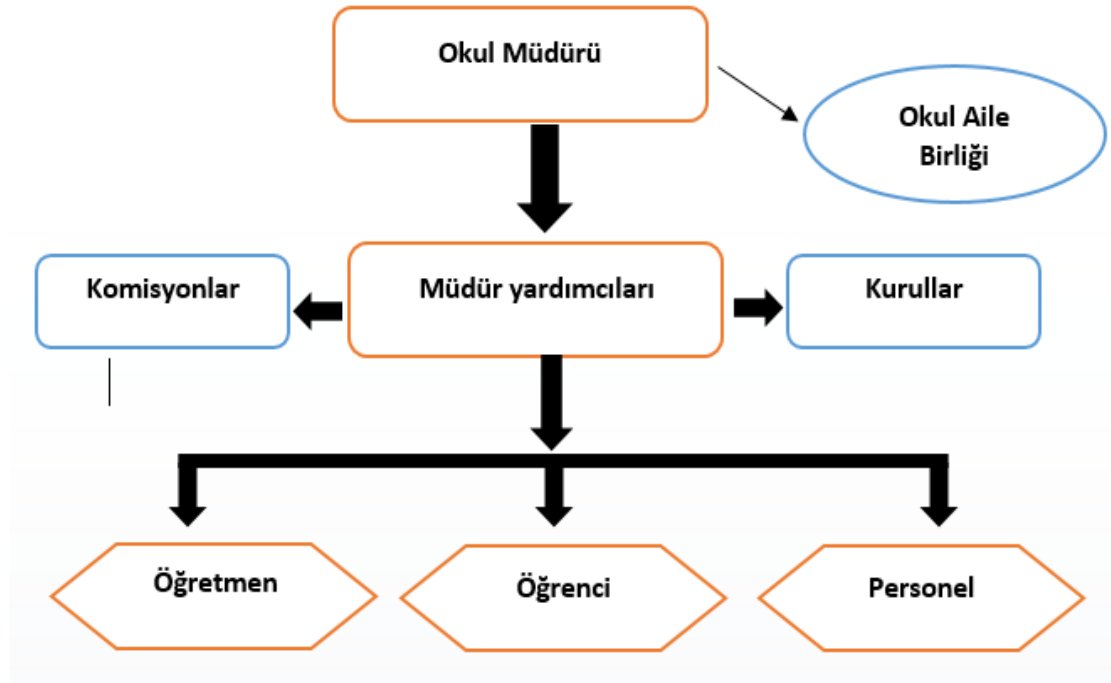 Okul Müdürü
Okul Aile
Birliği
Komisyonlar
Müdür yardımcıları
Kurullar
Öğretmen
Öğrenci
Personel